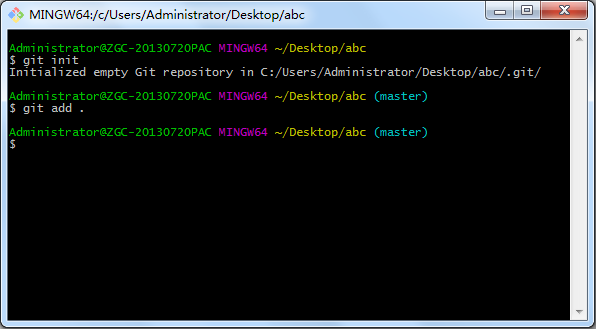 MINGW64:/c/Users/Administrator/Desktop/abc
Administrator@ZGC-20130720PAC MINGW64 ~/Desktop/abc
$ git init
Initialized empty Git repository in C:/Users/Administrator/Desktop/abc/.git/
Administrator@ZGC-20130720PAC MINGW64 ~/Desktop/abc (master)
$ git add .
Administrator@ZGC-20130720PAC MINGW64 ~/Desktop/abc (master)
$